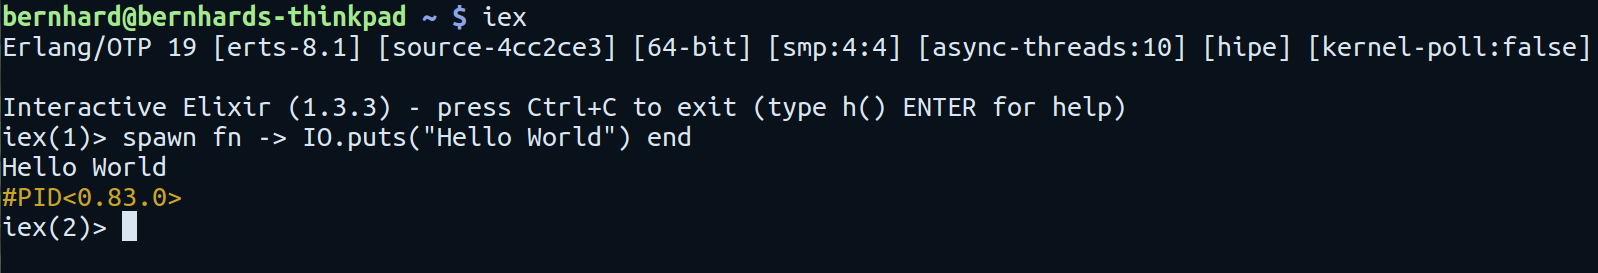 bernhard@bernhards-thinkpad ~ $ iex
Erlang/OTP 19 [erts-8.1] [source-4cc2ce3] [64-bit] [smp:4:4] [async-threads:10] [hipe] [kernel-poll:false]
Interactive Elixir (1.3.3) - press Ctrl+C to exit (type h() ENTER for help)
iex(1)> spawn fn -> IO.puts("Hello World") end
Hello World
#PID<0.83.0>
iex(2)>